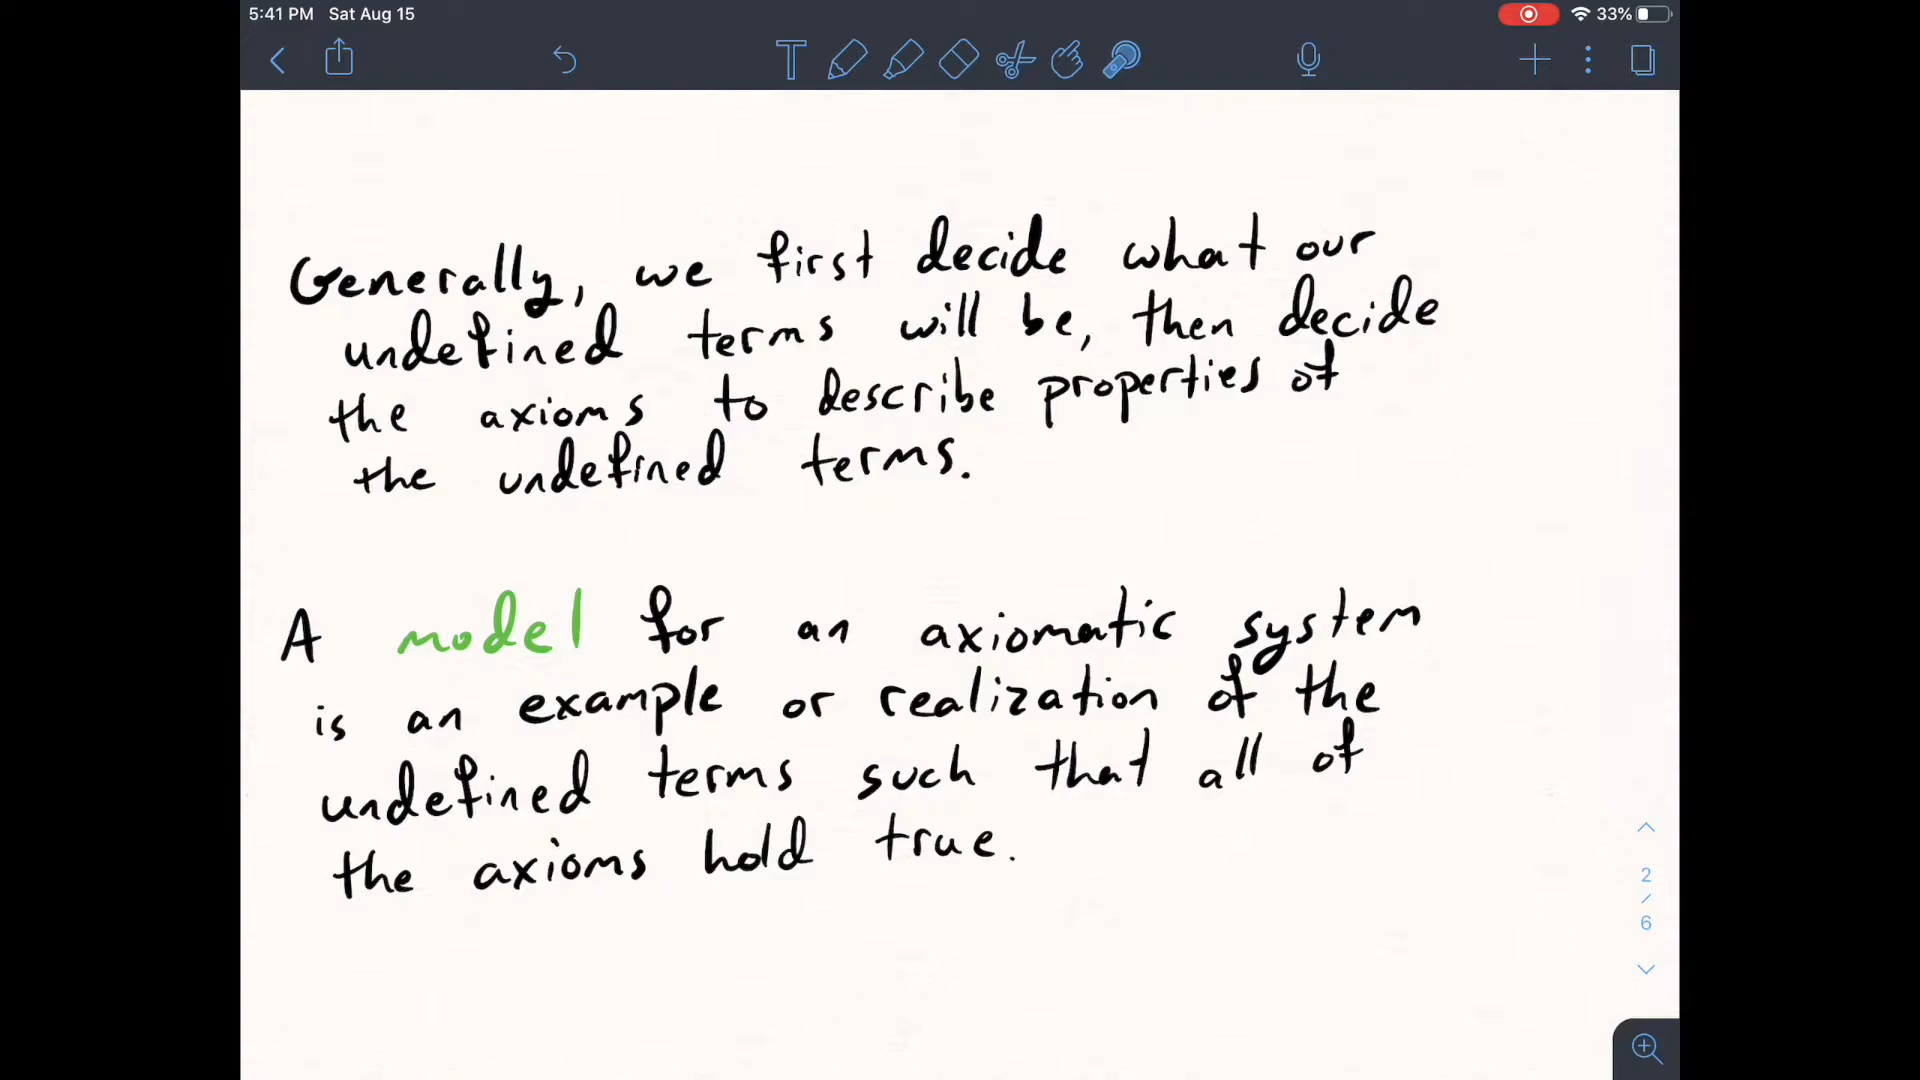 5:41 PM Sat Aug 15
33%
Generally, we first decide what our
undefined terms will be, then decide
the axioms to describe properties of
the undefined terms.
A model for an axiomatic system
is an example or realization of the
undefined terms such that all of
the axioms hold true.
2
/
6